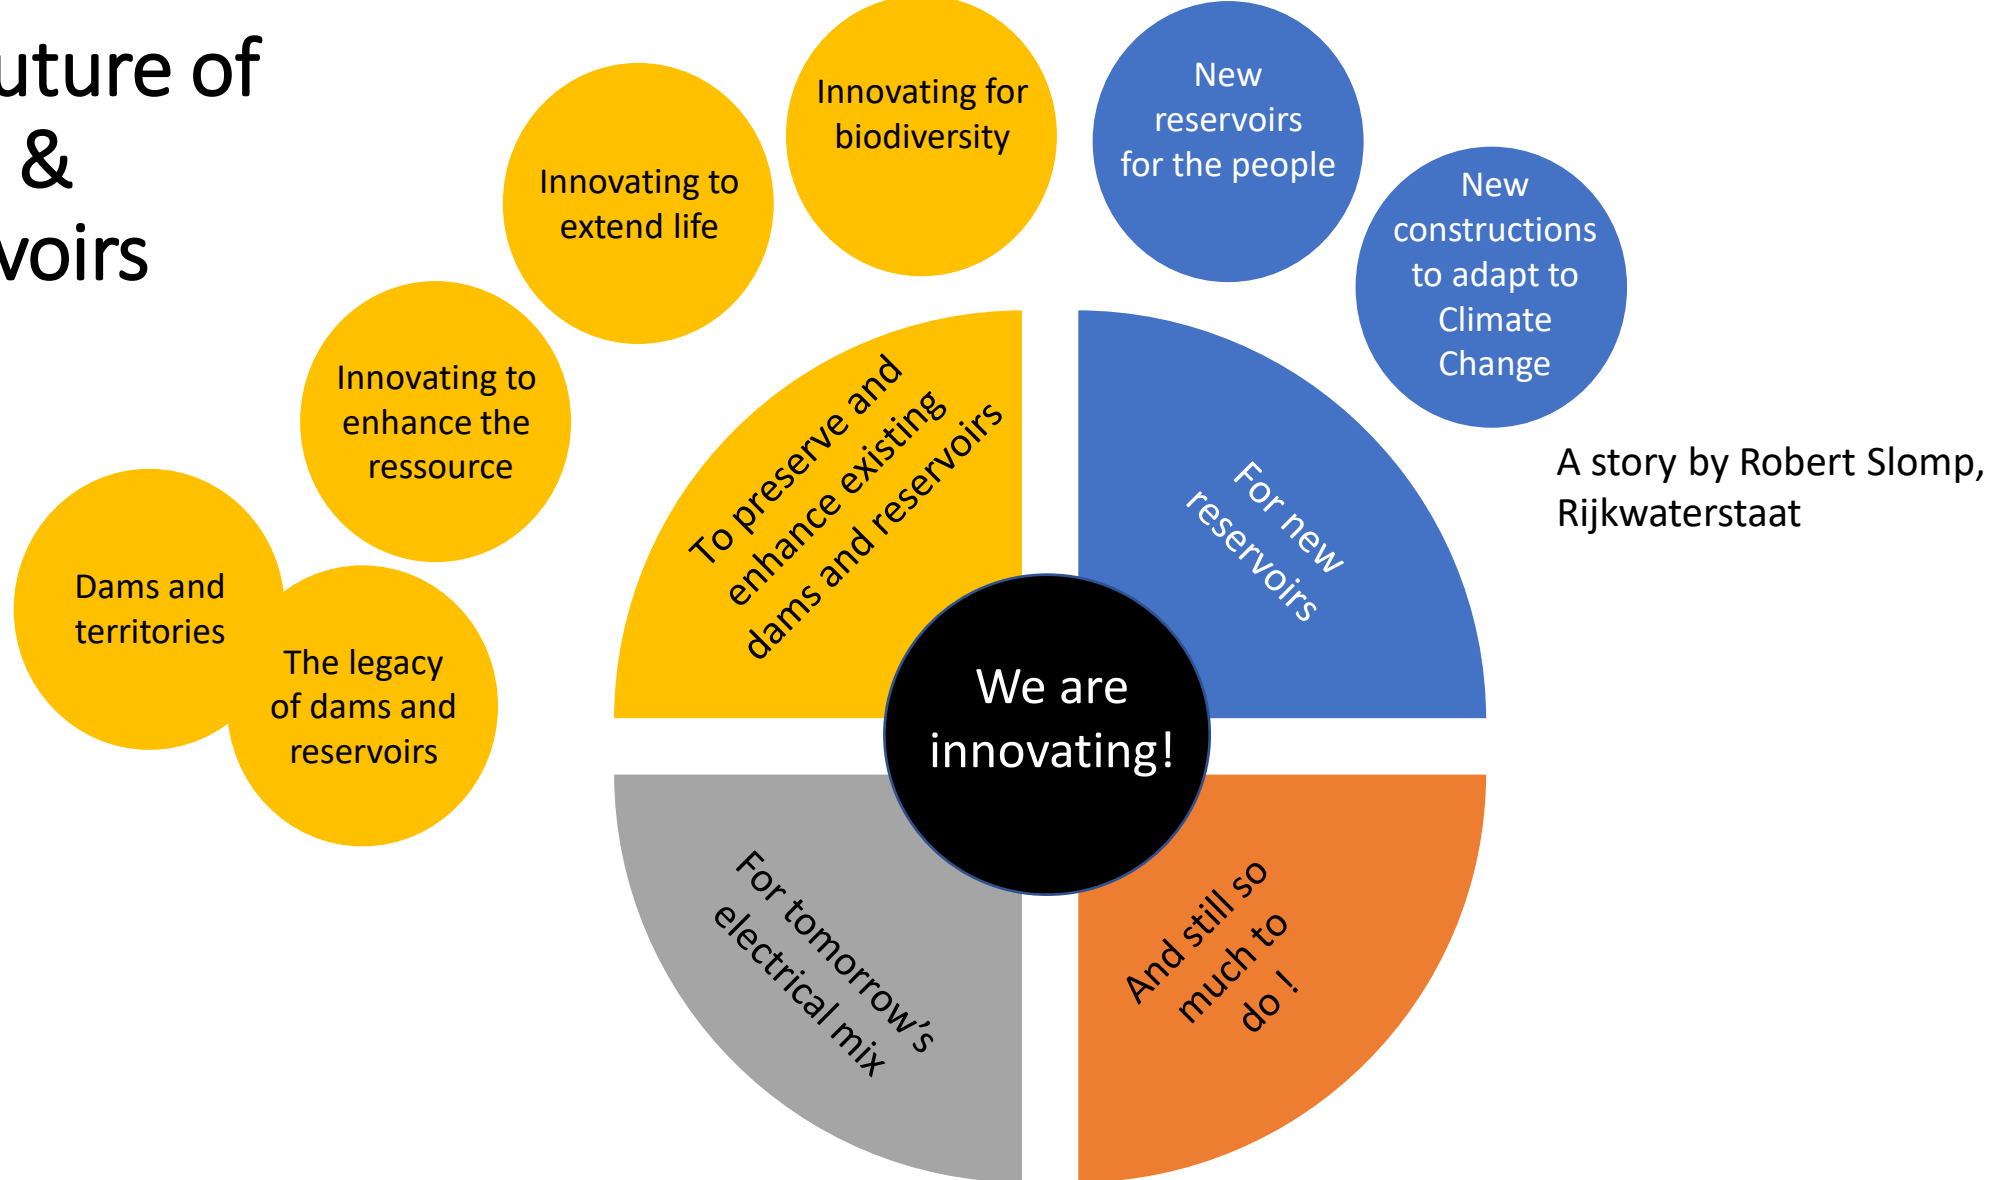 uture of
&
voirs
Innovating for
biodiversity
New
reservoirs
for the people
Innovating to
extend life
New
constructions
to adapt to
Climate
Change
Innovating to
enhance the
ressource
Dams and
territories
The legacy
of dams and
reservoirs
A story by Robert Slomp,
Rijkwaterstaat
To preserve and
enhance existing
dams and reservoirs
For new
reservoirs
We are
innovating!
For tomorrow’s
electrical mix
And still so
much to
do !